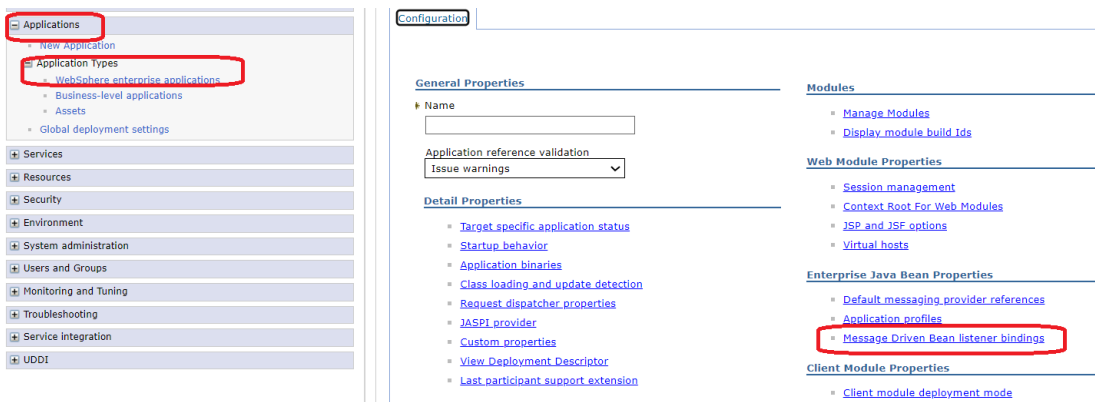 Applications
New Application
Application Types
WebSphere enterprise applications
Business-level applications
Assets
Global deployment settings
Services
Resources
Security
Environment
System administration
Users and Groups
Monitoring and Tuning
Troubleshooting
Service integration
UDDI
Configuration
General Properties
Name
Application reference validation
Issue warnings
Detail Properties
Target specific application status
Startup behavior
Application binaries
Class loading and update detection
Request dispatcher properties
JASPI provider
Custom properties
View Deployment Descriptor
Last participant support extension
Modules
Manage Modules
Display module build Ids
Web Module Properties
Session management
Context Root For Web Modules
JSP and JSF options
Virtual hosts
Enterprise Java Bean Properties
Default messaging provider references
Application profiles
Message Driven Bean listener bindings
Client Module Properties
Client module deployment mode